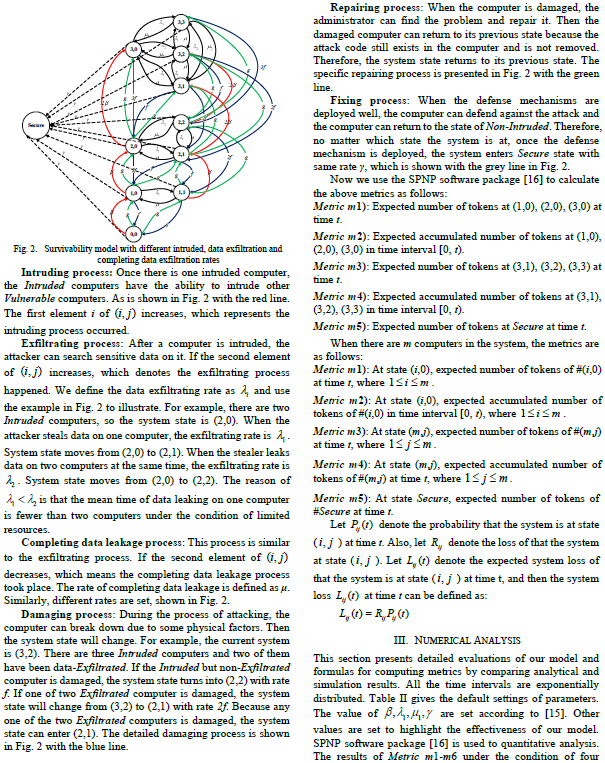 3,3
3,0
3,2
3,1
Secure
2,2
2,0
2,1
1,0
1,1
0,0
Fig. 2. Survivability model with different intruded, data exfiltration and
completing data exfiltration rates
Intruding process: Once there is one intruded computer,
the Intruded computers have the ability to intrude other
Vulnerable computers. As is shown in Fig. 2 with the red line.
The first element i of (i,j) increases, which represents the
intruding process occurred.
Exfiltrating process: After a computer is intruded, the
attacker can search sensitive data on it. If the second element
of (i,j) increases, which denotes the exfiltrating process
happened. We define the data exfiltrating rate as λ₁ and use
the example in Fig. 2 to illustrate. For example, there are two
Intruded computers, so the system state is (2,0). When the
attacker steals data on one computer, the exfiltrating rate is λ₁.
System state moves from (2,0) to (2,1). When the stealer leaks
data on two computers at the same time, the exfiltrating rate is
λ₂. System state moves from (2,0) to (2,2). The reason of
λ₁ < λ₂ is that the mean time of data leaking on one computer
is fewer than two computers under the condition of limited
resources.
Completing data leakage process: This process is similar
to the exfiltrating process. If the second element of (i,j)
decreases, which means the completing data leakage process
took place. The rate of completing data leakage is defined as μ.
Similarly, different rates are set, shown in Fig. 2.
Damaging process: During the process of attacking, the
computer can break down due to some physical factors. Then
the system state will change. For example, the current system
is (3,2). There are three Intruded computers and two of them
have been data-Exfiltrated. If the Intruded but non-Exfiltrated
computer is damaged, the system state turns into (2,2) with rate
f. If one of two Exfiltrated computer is damaged, the system
state will change from (3,2) to (2,1) with rate 2f. Because any
one of the two Exfiltrated computers is damaged, the system
state can enter (2,1). The detailed damaging process is shown
in Fig. 2 with the blue line.
Repairing process: When the computer is damaged, the
administrator can find the problem and repair it. Then the
damaged computer can return to its previous state because the
attack code still exists in the computer and is not removed.
Therefore, the system state returns to its previous state. The
specific repairing process is presented in Fig. 2 with the green
line.
Fixing process: When the defense mechanisms are
deployed well, the computer can defend against the attack and
the computer can return to the state of Non-Intruded. Therefore,
no matter which state the system is at, once the defense
mechanism is deployed, the system enters Secure state with
same rate γ, which is shown with the grey line in Fig. 2.
Now we use the SPNP software package [16] to calculate
the above metrics as follows:
Metric m1): Expected number of tokens at (1,0), (2,0), (3,0) at
time t.
Metric m2): Expected accumulated number of tokens at (1,0),
(2,0), (3,0) in time interval [0, t).
Metric m3): Expected number of tokens at (3,1), (3,2), (3,3) at
time t.
Metric m4): Expected accumulated number of tokens at (3,1),
(3,2), (3,3) in time interval [0, t).
Metric m5): Expected number of tokens at Secure at time t.
When there are m computers in the system, the metrics are
as follows:
Metric m1): At state (i,0), expected number of tokens of #(i,0)
at time t, where 1≤i≤m.
Metric m2): At state (i,0), expected accumulated number of
tokens of #(i,0) in time interval [0, t), where 1≤i≤m.
Metric m3): At state (m,j), expected number of tokens of #(m,j)
at time t, where 1≤j≤m.
Metric m4): At state (m,j), expected accumulated number of
tokens of #(m,j) at time t, where 1≤j≤m.
Metric m5): At state Secure, expected number of tokens of
#Secure at time t.
Let Pᵢⱼ(t) denote the probability that the system is at state
(i, j ) at time t. Also, let Rᵢⱼ denote the loss of that the system
at state (i, j ). Let Lᵢⱼ(t) denote the expected system loss of
that the system is at state (i, j ) at time t, and then the system
loss Lᵢⱼ(t) at time t can be defined as:
Lᵢⱼ(t) = RᵢⱼPᵢⱼ(t)
III. NUMERICAL ANALYSIS
This section presents detailed evaluations of our model and
formulas for computing metrics by comparing analytical and
simulation results. All the time intervals are exponentially
distributed. Table II gives the default settings of parameters.
The value of β,λ₁,μ₁,γ are set according to [15]. Other
values are set to highlight the effectiveness of our model.
SPNP software package [16] is used to quantitative analysis.
The results of Metric m1-m6 under the condition of four